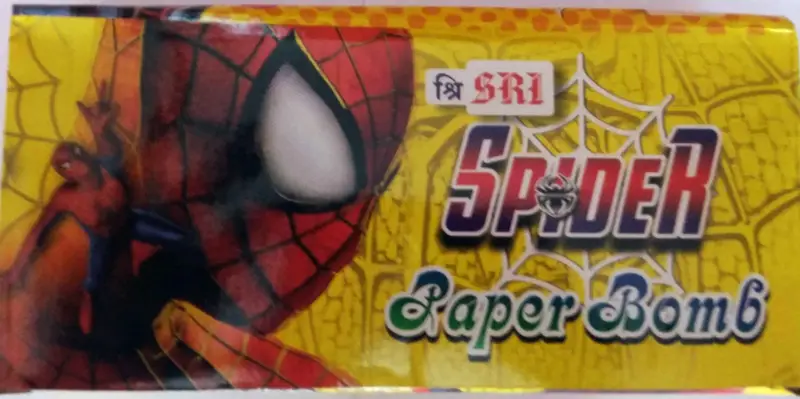 श्रि SRI
SPIDER
Paper Bomb